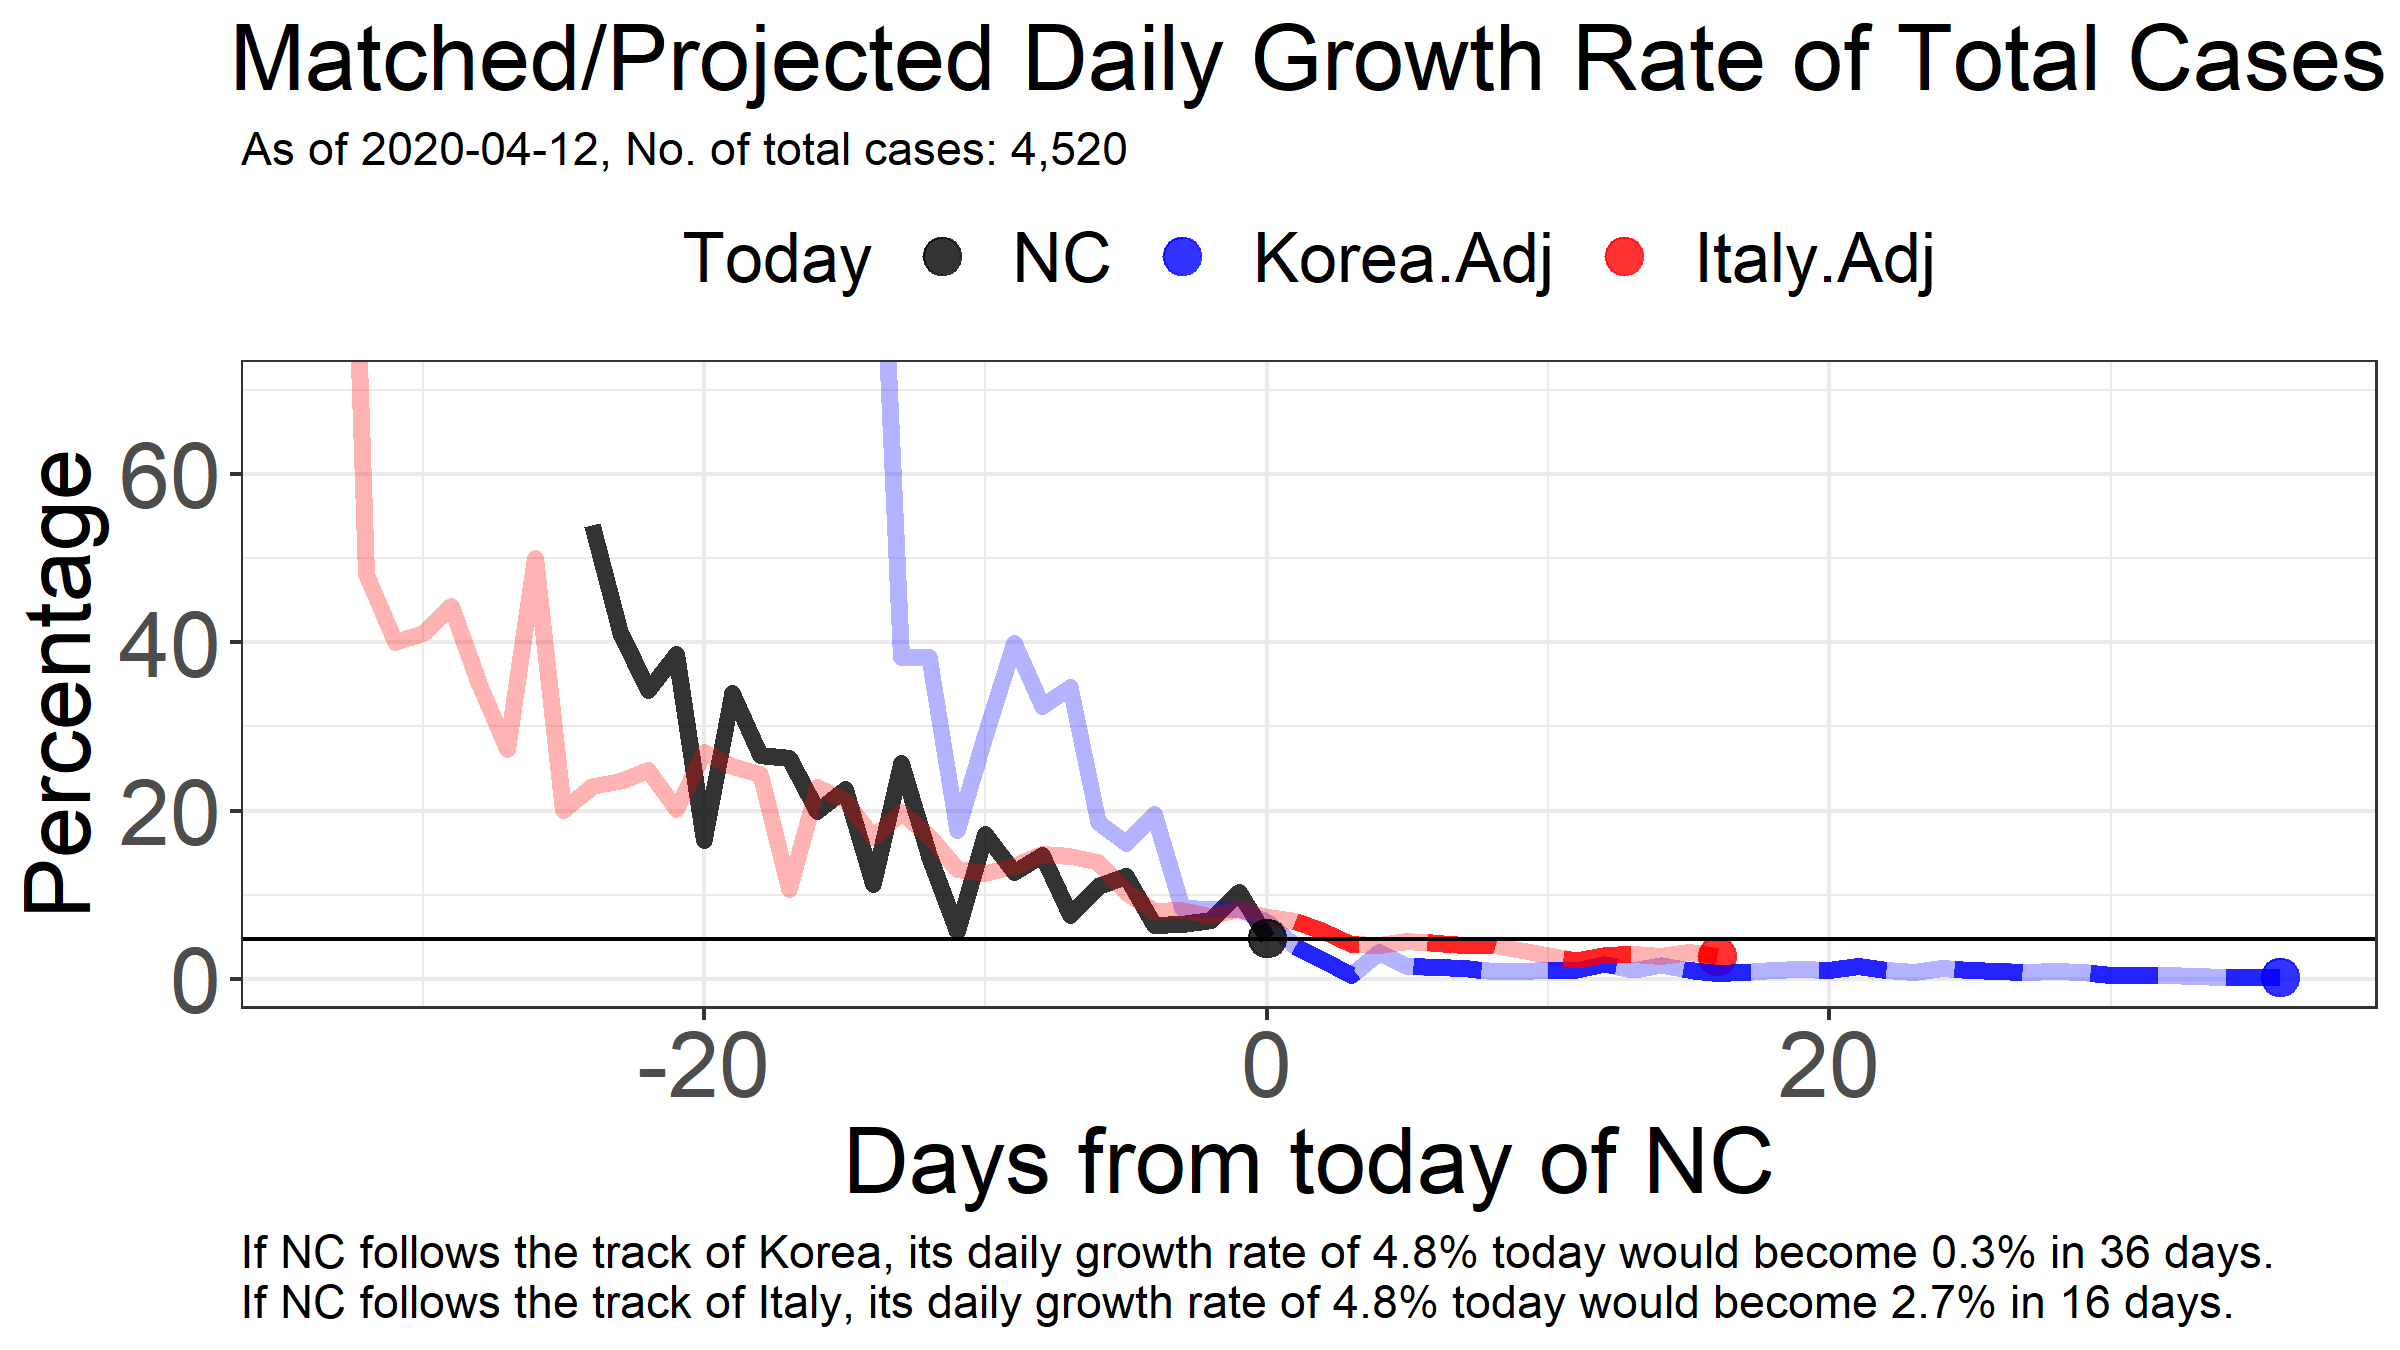 Matched/Projected Daily Growth Rate of Total Cases
As of 2020-04-12, No. of total cases: 4,520
Today NC Korea.Adj Italy.Adj
Percentage
60
40
20
0
-20 0 20
Days from today of NC
If NC follows the track of Korea, its daily growth rate of 4.8% today would become 0.3% in 36 days.
If NC follows the track of Italy, its daily growth rate of 4.8% today would become 2.7% in 16 days.